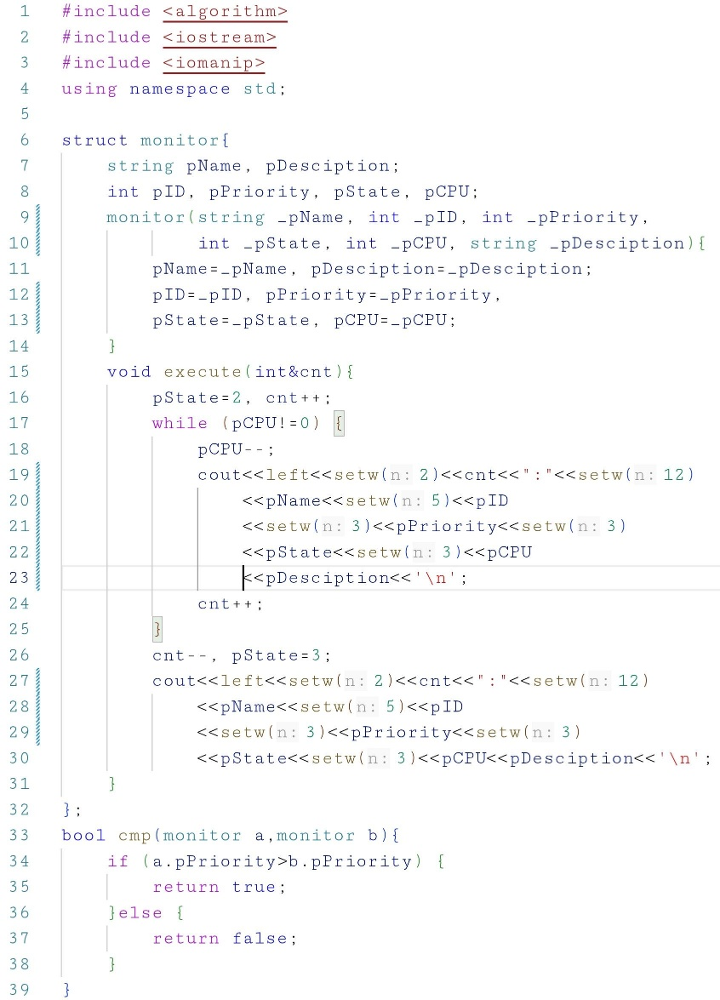 1 #include <algorithm>
2 #include <iostream>
3 #include <iomanip>
4 using namespace std;
5
6 struct monitor{
7 string pName, pDesciption;
8 int pID, pPriority, pState, pCPU;
9 monitor(string _pName, int _pID, int _pPriority,
10 int _pState, int _pCPU, string _pDesciption){
11 pName=_pName, pDesciption=_pDesciption;
12 pID=_pID, pPriority=_pPriority,
13 pState=_pState, pCPU=_pCPU;
14 }
15 void execute(int&cnt){
16 pState=2, cnt++;
17 while (pCPU!=0) {
18 pCPU--;
19 cout<<left<<setw(n: 2)<<cnt<<":"<<setw(n: 12)
20 <<pName<<setw(n: 5)<<pID
21 <<setw(n: 3)<<pPriority<<setw(n: 3)
22 <<pState<<setw(n: 3)<<pCPU
23 <<pDesciption<<'\n';
24 cnt++;
25 }
26 cnt--, pState=3;
27 cout<<left<<setw(n: 2)<<cnt<<":"<<setw(n: 12)
28 <<pName<<setw(n: 5)<<pID
29 <<setw(n: 3)<<pPriority<<setw(n: 3)
30 <<pState<<setw(n: 3)<<pCPU<<pDesciption<<'\n';
31 }
32 };
33 bool cmp(monitor a,monitor b){
34 if (a.pPriority>b.pPriority) {
35 return true;
36 }else {
37 return false;
38 }
39 }